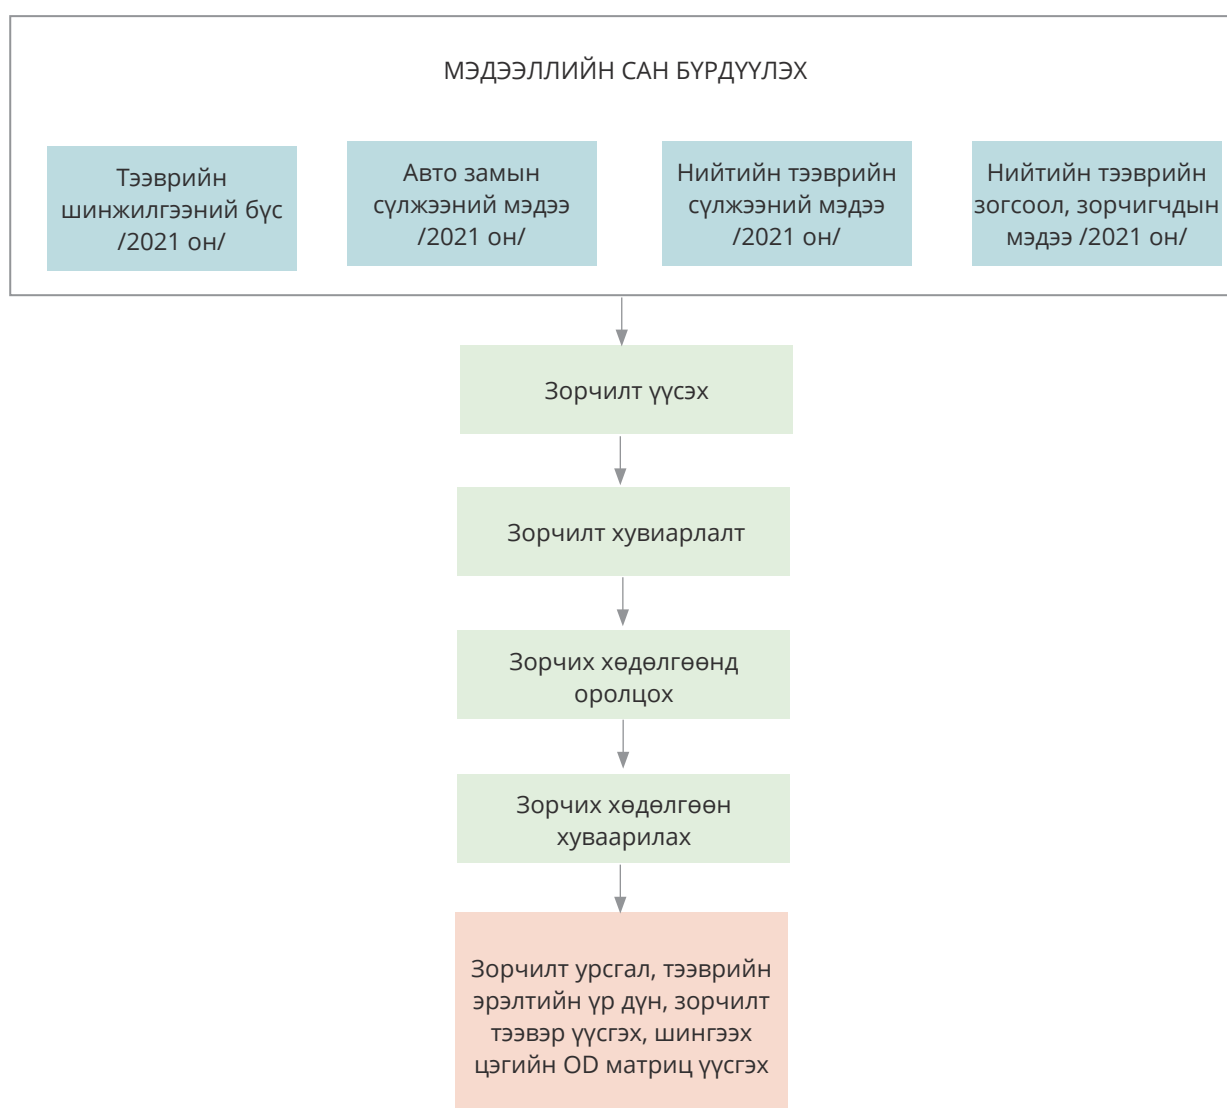 МЭДЭЭЛЛИЙН САН БҮРДҮҮЛЭХ
Тээврийн
шинжилгээний бүс
/2021 он/
Авто замын
сүлжээний мэдээ
/2021 он/
Нийтийн тээврийн
сүлжээний мэдээ
/2021 он/
Нийтийн тээврийн
зогсоол, зорчигчдын
мэдээ /2021 он/
Зорчилт үүсэх
Зорчилт хувиарлалт
Зорчих хөдөлгөөнд
оролцох
Зорчих хөдөлгөөн
хуваарилах
Зорчилт урсгал, тээврийн
эрэлтийн үр дүн, зорчилт
тээвэр үүсгэх, шингээх
цэгийн OD матриц үүсгэх